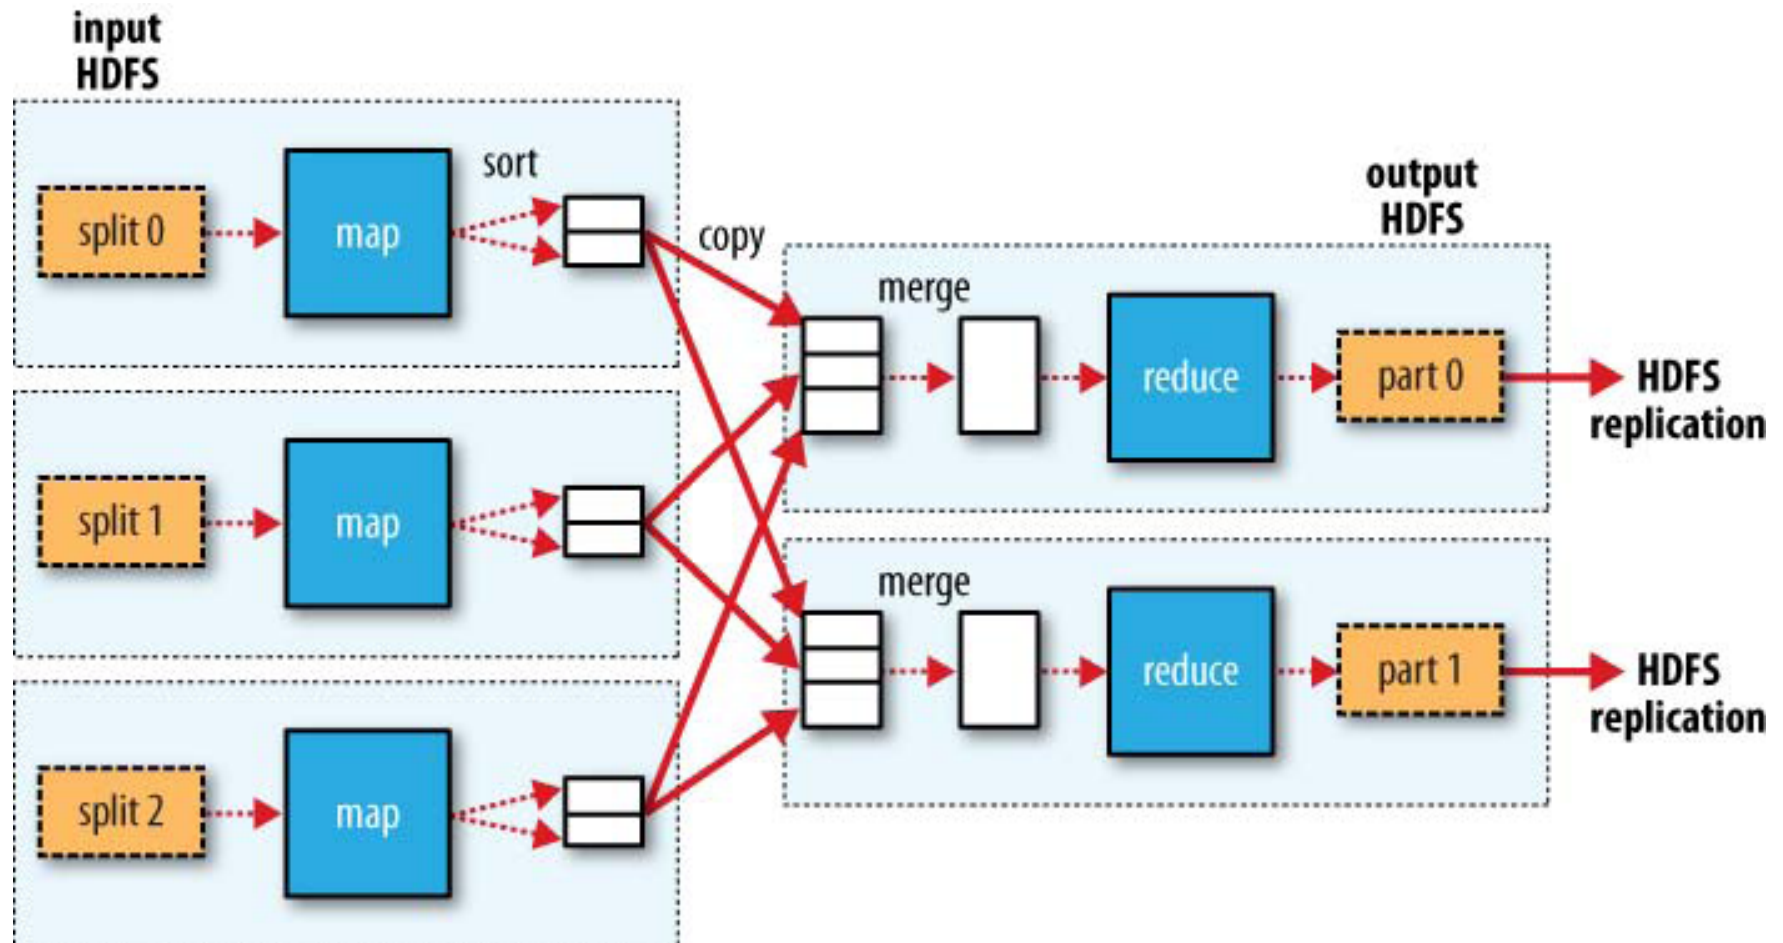 input
HDFS
split 0
map
sort
copy
split 1
map
split 2
map
output
HDFS
merge
reduce
part 0
HDFS
replication
merge
reduce
part 1
HDFS
replication